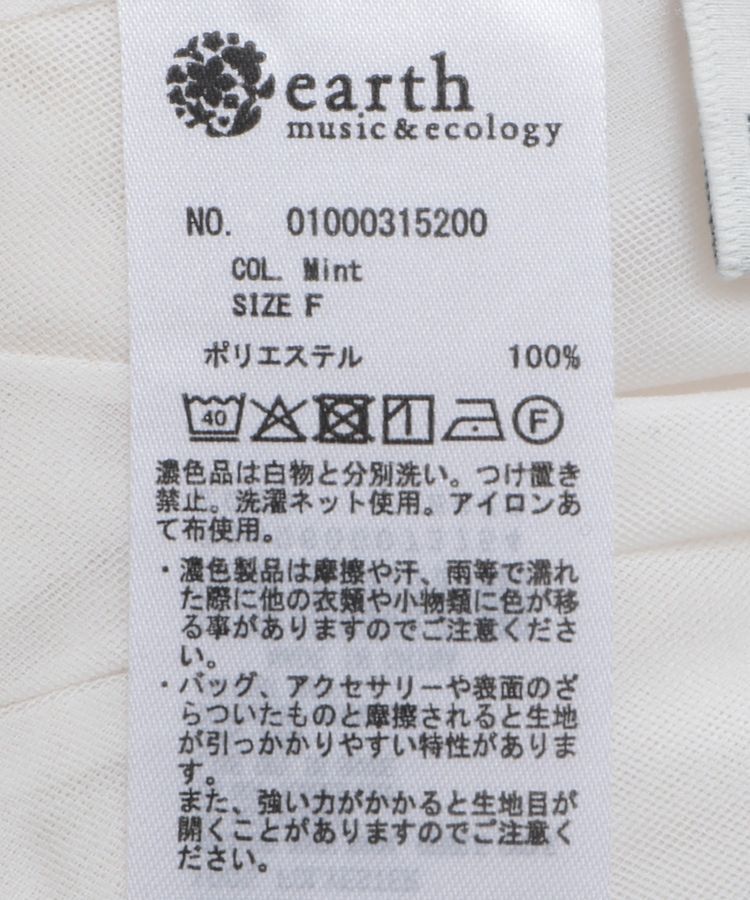 earth
music&ecology
NO. 01000315200
COL. Mint
SIZE F
ポリエステル 100%
40 F
濃色品は白物と分別洗い。つけ置き
禁止。洗濯ネット使用。アイロンあ
て布使用。
・濃色製品は摩擦や汗、雨等で濡れ
た際に他の衣類や小物類に色が移
る事がありますのでご注意くださ
い。
・バッグ、アクセサリーや表面のざ
らついたものと摩擦されると生地
が引っかかりやすい特性がありま
す。
また、強い力がかかると生地目が
開くことがありますのでご注意く
ださい。